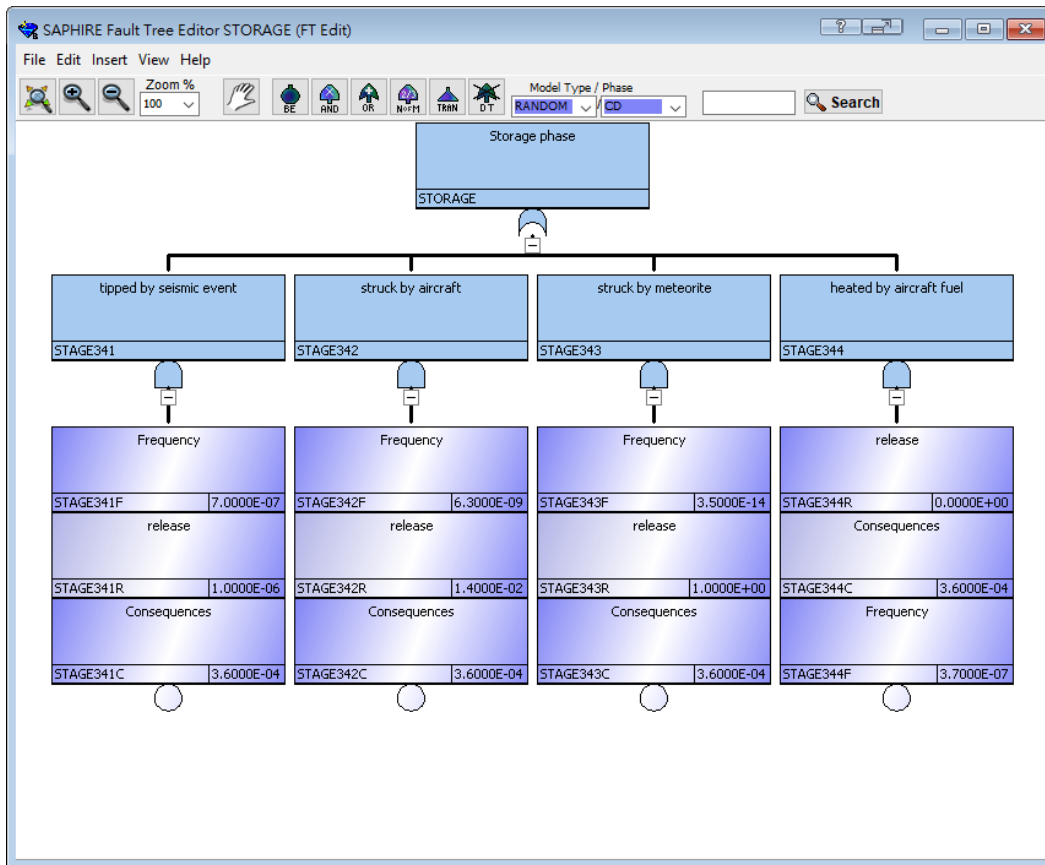 SAPHIRE Fault Tree Editor STORAGE (FT Edit)
File Edit Insert View Help
Zoom %
100
BE
AND
OR
N/M
TRAN
DT
Model Type / Phase
RANDOM / CD
Search
Storage phase
STORAGE
tipped by seismic event
STAGE341
struck by aircraft
STAGE342
struck by meteorite
STAGE343
heated by aircraft fuel
STAGE344
Frequency
STAGE341F 7.0000E-07
release
STAGE341R 1.0000E-06
Consequences
STAGE341C 3.6000E-04
Frequency
STAGE342F 6.3000E-09
release
STAGE342R 1.4000E-02
Consequences
STAGE342C 3.6000E-04
Frequency
STAGE343F 3.5000E-14
release
STAGE343R 1.0000E+00
Consequences
STAGE343C 3.6000E-04
release
STAGE344R 0.0000E+00
Consequences
STAGE344C 3.6000E-04
Frequency
STAGE344F 3.7000E-07